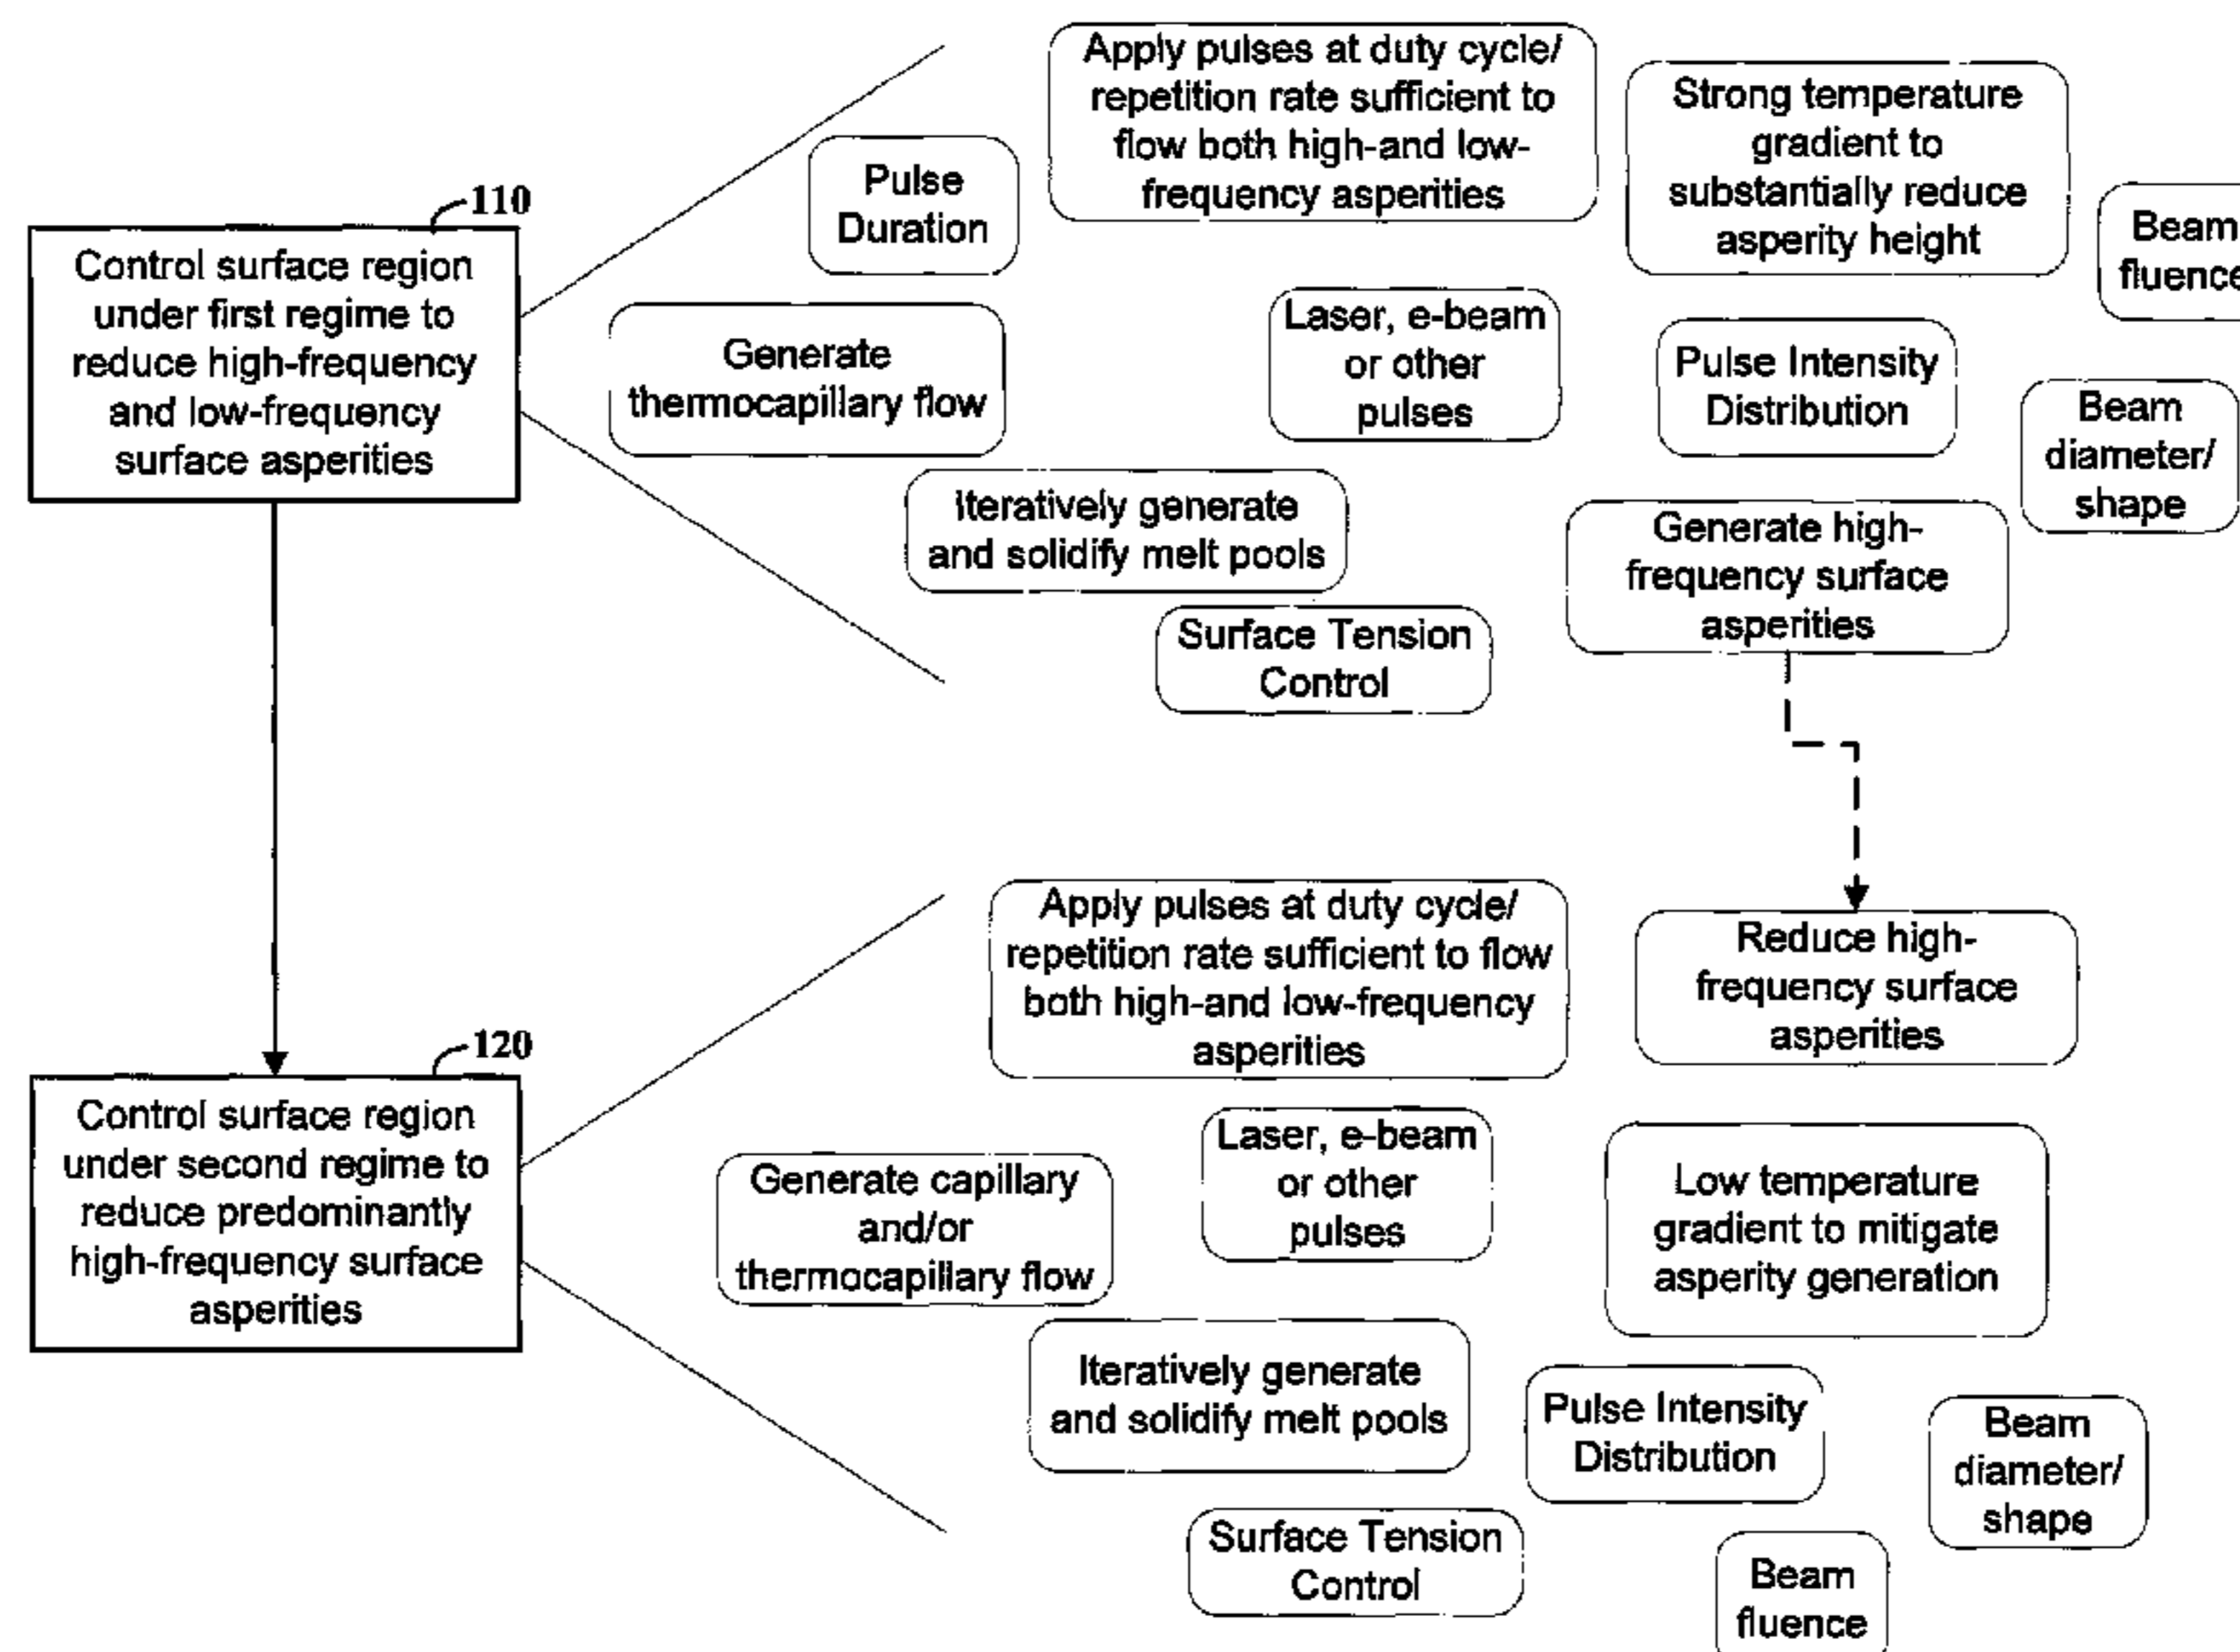 Apply pulses at duty cycle/
repetition rate sufficient to
flow both high-and low-
frequency asperities
Strong temperature
gradient to
substantially reduce
asperity height
Pulse
Duration
Beam
fluence
110
Control surface region
under first regime to
reduce high-frequency
and low-frequency
surface asperities
Generate
thermocapillary flow
Laser, e-beam
or other
pulses
Pulse Intensity
Distribution
Beam
diameter/
shape
Iteratively generate
and solidify melt pools
Generate high-
frequency surface
asperities
Surface Tension
Control
Apply pulses at duty cycle/
repetition rate sufficient to flow
both high-and low-frequency
asperities
Reduce high-
frequency surface
asperities
120
Control surface region
under second regime to
reduce predominantly
high-frequency surface
asperities
Generate capillary
and/or
thermocapillary flow
Laser, e-beam
or other
pulses
Low temperature
gradient to mitigate
asperity generation
Iteratively generate
and solidify melt pools
Pulse Intensity
Distribution
Beam
diameter/
shape
Surface Tension
Control
Beam
fluence